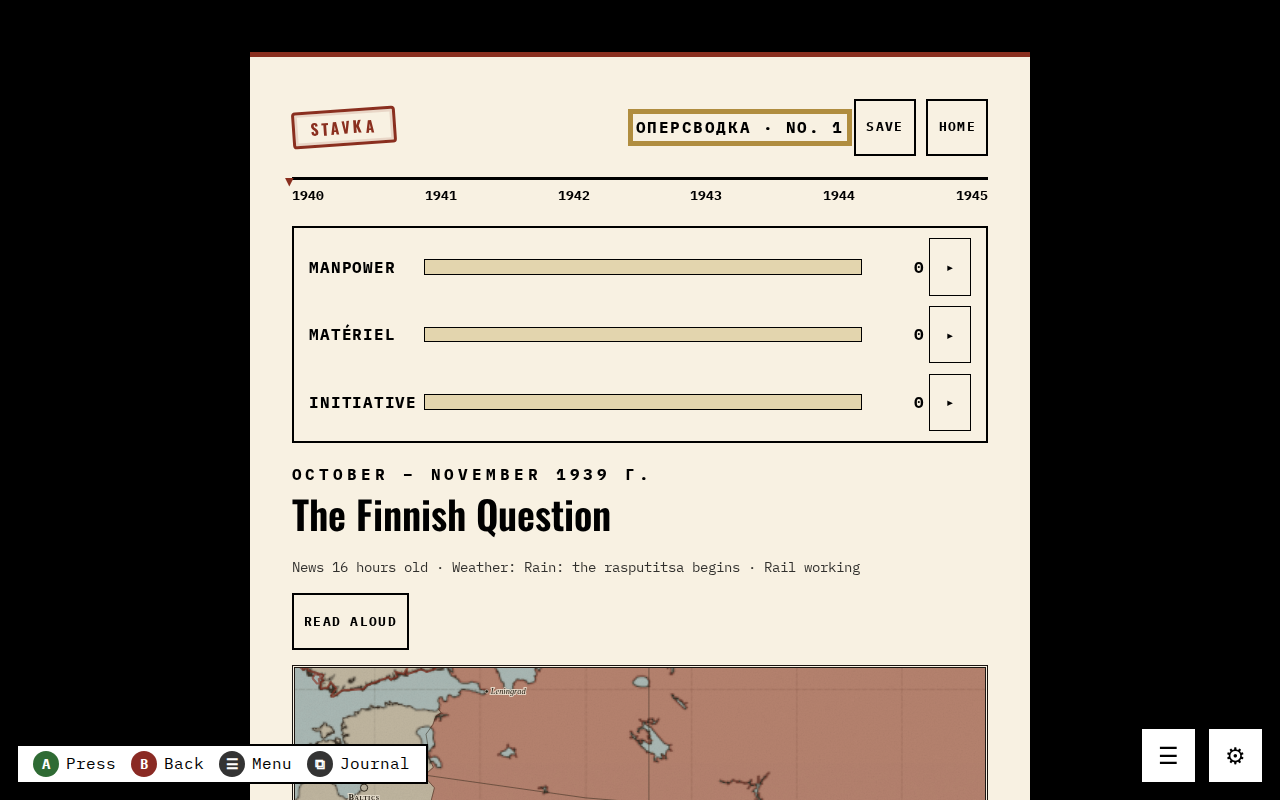 STAVKA
ОПЕРСВОДКА · NO. 1
SAVE
HOME
1940 1941 1942 1943 1944 1945
MANPOWER 0 ▸
MATÉRIEL 0 ▸
INITIATIVE 0 ▸
OCTOBER – NOVEMBER 1939 Г.
The Finnish Question
News 16 hours old · Weather: Rain: the rasputitsa begins · Rail working
READ ALOUD
Leningrad
A Press B Back ☰ Menu ⧉ Journal
Baltics